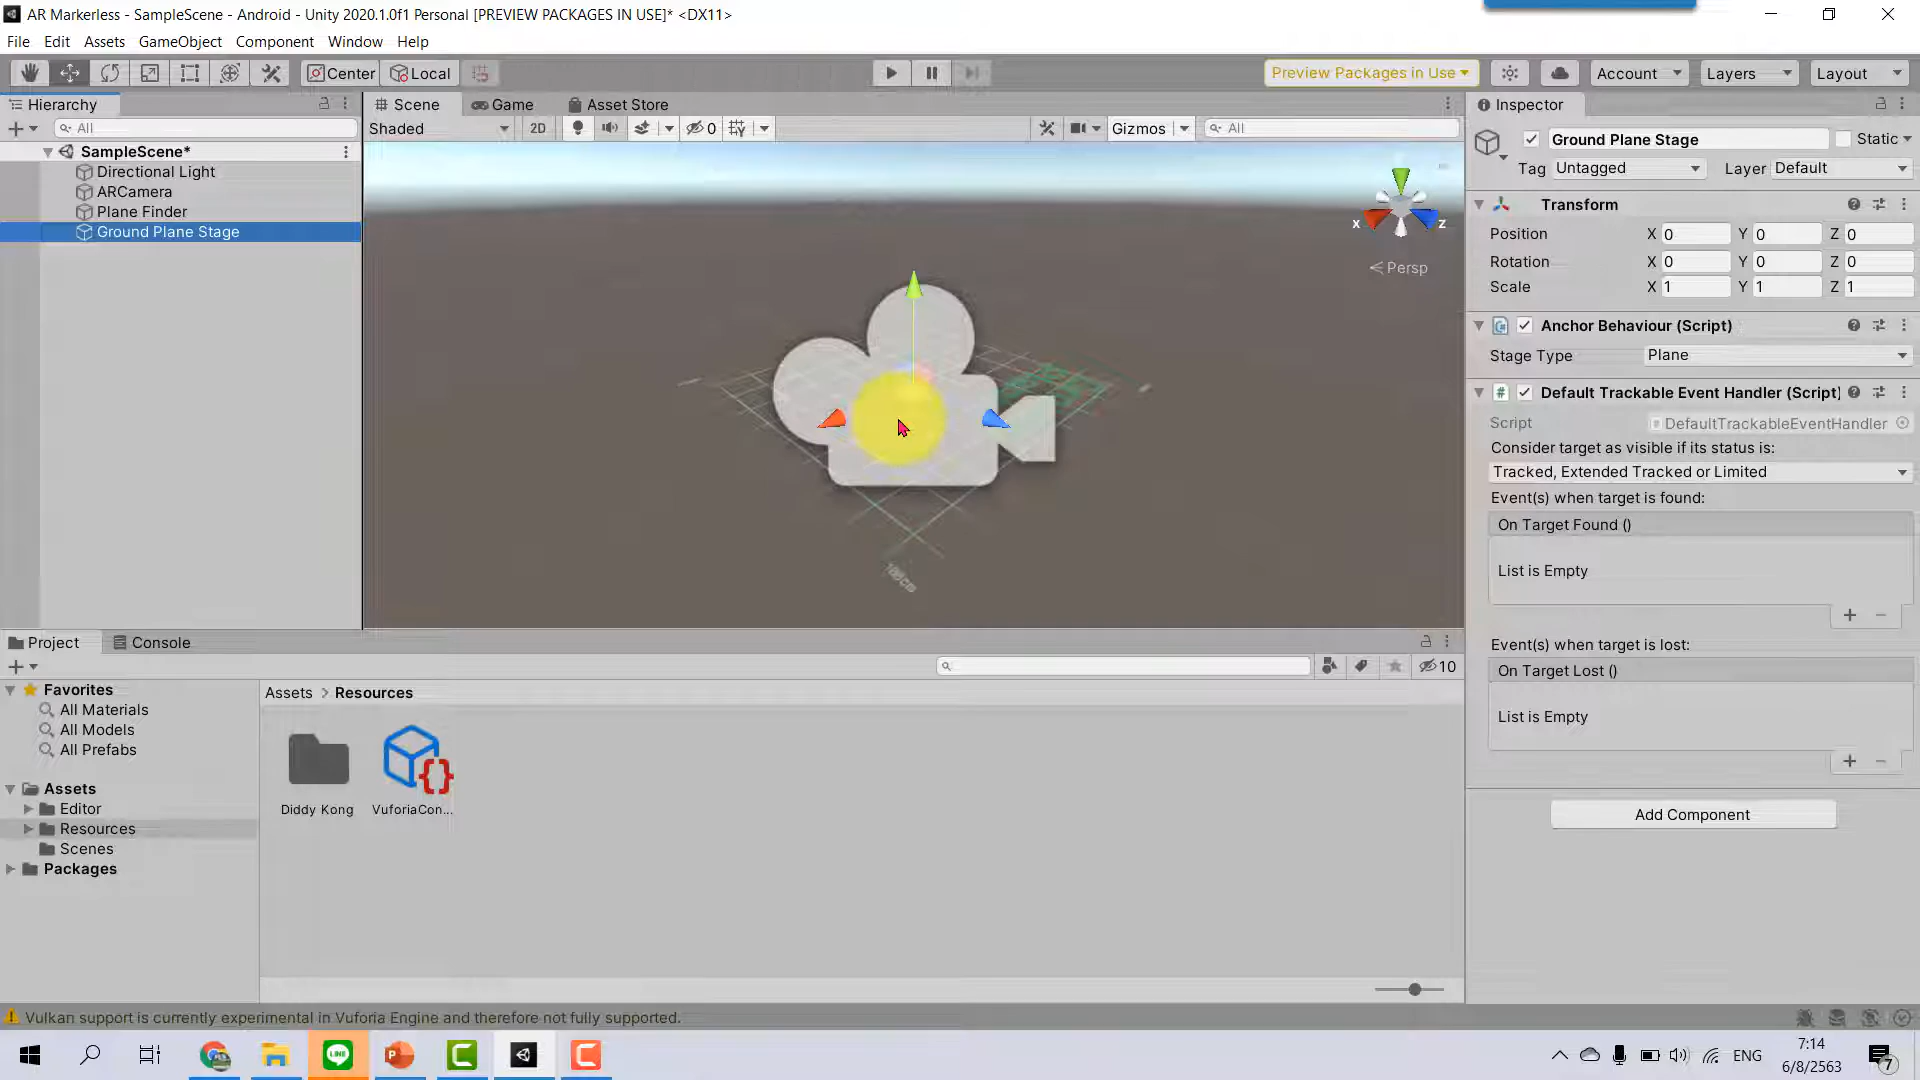 AR Markerless - SampleScene - Android - Unity 2020.1.0f1 Personal [PREVIEW PACKAGES IN USE]* <DX11>
File Edit Assets GameObject Component Window Help
Center Local Preview Packages in Use Account Layers Layout
Hierarchy
All
SampleScene*
Directional Light
ARCamera
Plane Finder
Ground Plane Stage
Scene Game Asset Store
Shaded 2D 0 Gizmos All
x z
Persp
100cm
Inspector
Ground Plane Stage Static
Tag Untagged Layer Default
Transform
Position X 0 Y 0 Z 0
Rotation X 0 Y 0 Z 0
Scale X 1 Y 1 Z 1
Anchor Behaviour (Script)
Stage Type Plane
# Default Trackable Event Handler (Script)
Script DefaultTrackableEventHandler
Consider target as visible if its status is:
Tracked, Extended Tracked or Limited
Event(s) when target is found:
On Target Found ()
List is Empty
Event(s) when target is lost:
On Target Lost ()
List is Empty
Add Component
Project Console
10
Favorites
All Materials
All Models
All Prefabs
Assets
Editor
Resources
Scenes
Packages
Assets > Resources
Diddy Kong VuforiaCon...
Vulkan support is currently experimental in Vuforia Engine and therefore not fully supported.
LINE P C C ENG
7:14
6/8/2563
7